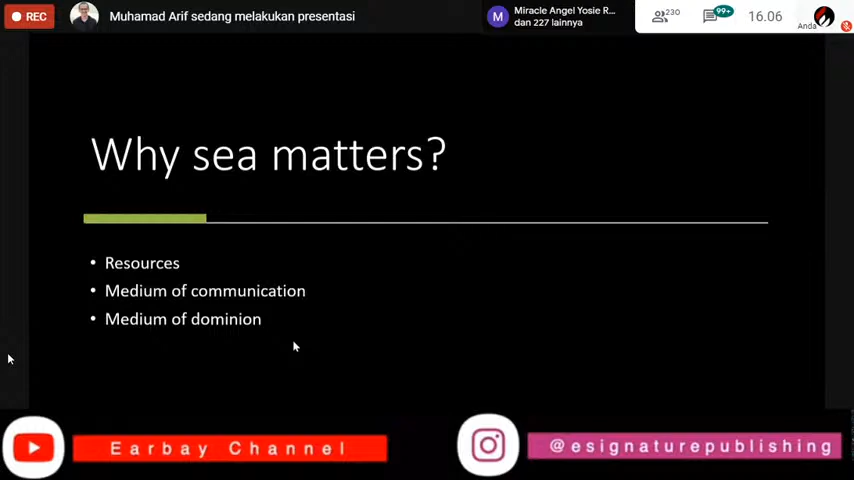 REC
Muhamad Arif sedang melakukan presentasi
M
Miracle Angel Yosie R...
dan 227 lainnya
230
99+
16.06
Anda
Why sea matters?
• Resources
• Medium of communication
• Medium of dominion
Earbay Channel
@esignaturepublishing